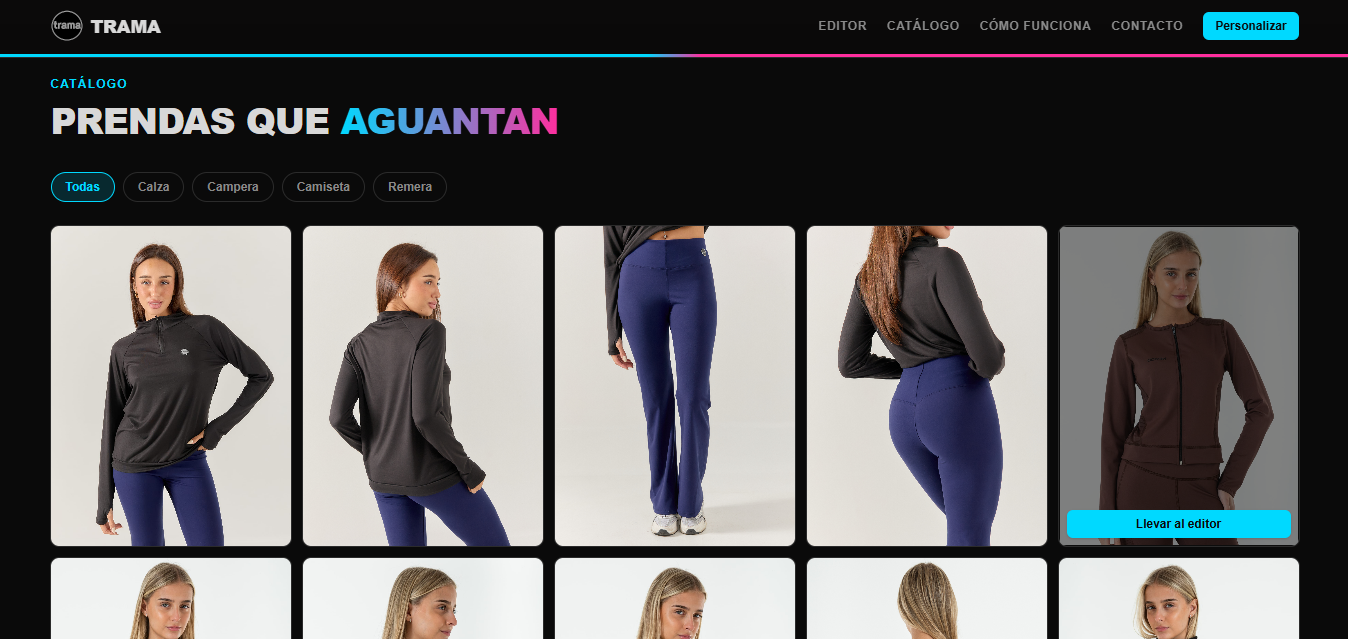 trama TRAMA EDITOR CATÁLOGO CÓMO FUNCIONA CONTACTO Personalizar
CATÁLOGO
PRENDAS QUE AGUANTAN
Todas Calza Campera Camiseta Remera
Llevar al editor